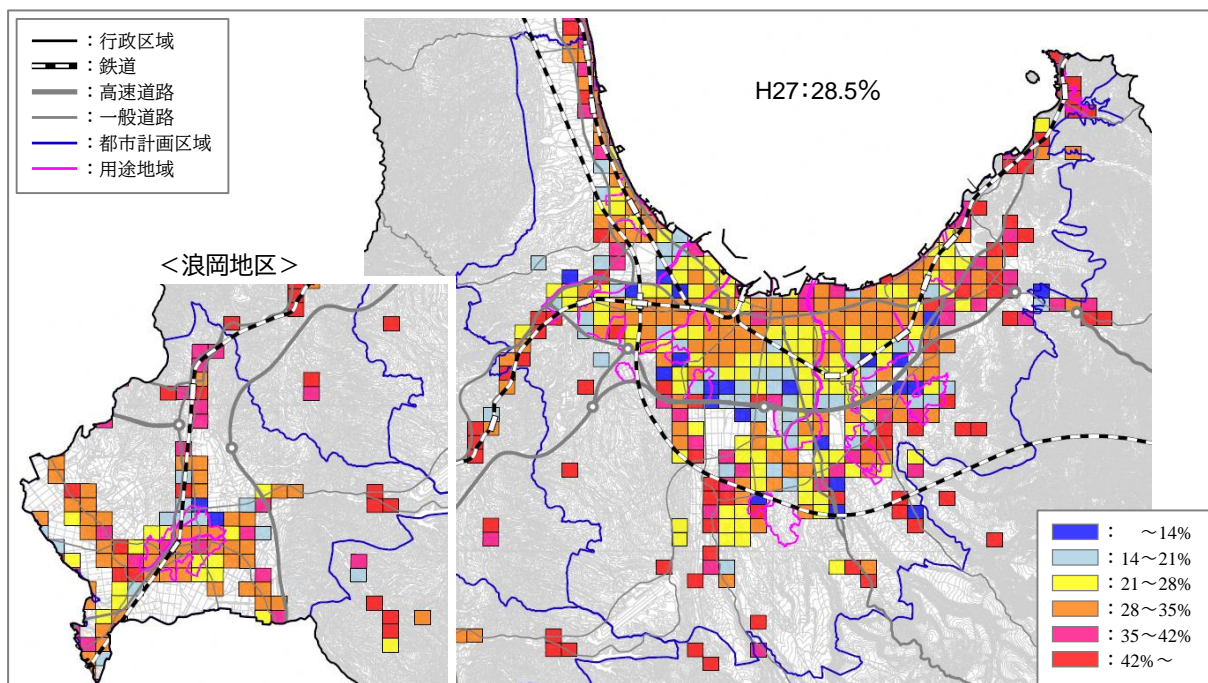 ：行政区域
：鉄道
：高速道路
：一般道路
：都市計画区域
：用途地域
H27：28.5%
＜浪岡地区＞
： ～14%
：14～21%
：21～28%
：28～35%
：35～42%
：42%～